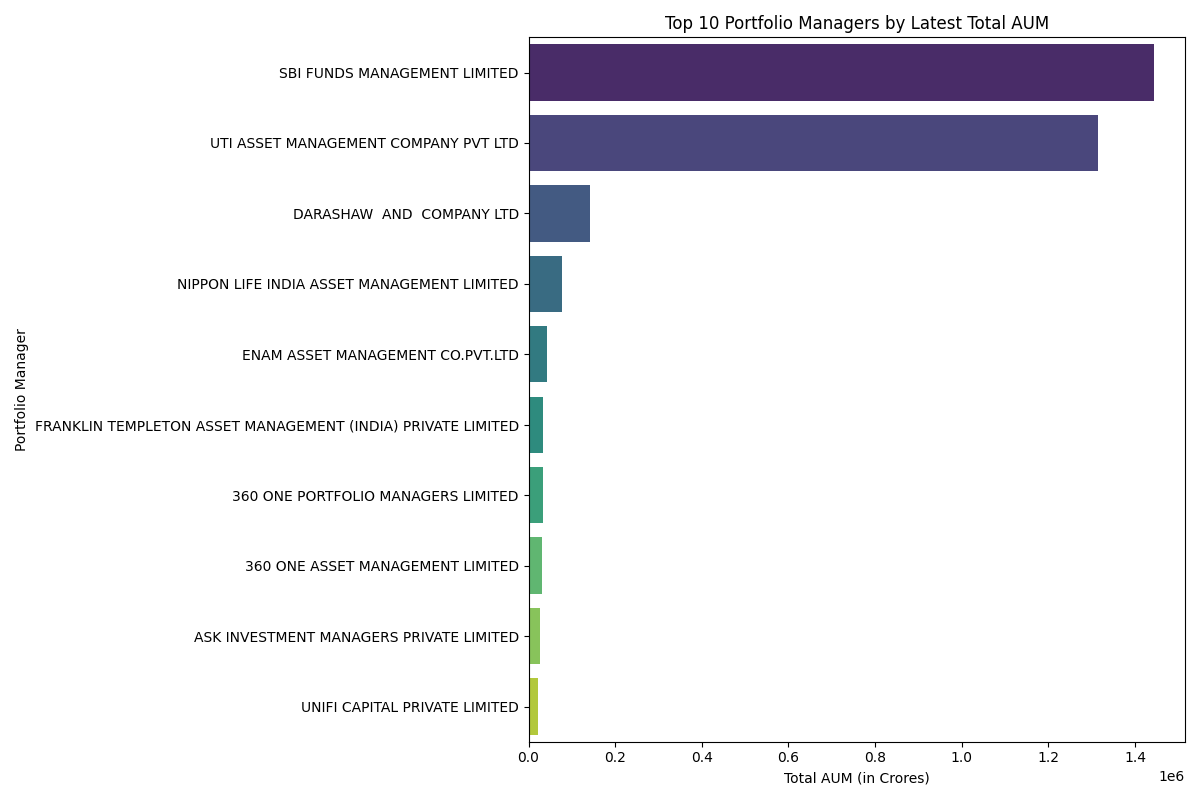 Top 10 Portfolio Managers by Latest Total AUM
SBI FUNDS MANAGEMENT LIMITED
UTI ASSET MANAGEMENT COMPANY PVT LTD
DARASHAW  AND  COMPANY LTD
NIPPON LIFE INDIA ASSET MANAGEMENT LIMITED
ENAM ASSET MANAGEMENT CO.PVT.LTD
FRANKLIN TEMPLETON ASSET MANAGEMENT (INDIA) PRIVATE LIMITED
360 ONE PORTFOLIO MANAGERS LIMITED
360 ONE ASSET MANAGEMENT LIMITED
ASK INVESTMENT MANAGERS PRIVATE LIMITED
UNIFI CAPITAL PRIVATE LIMITED
Portfolio Manager
0.0 0.2 0.4 0.6 0.8 1.0 1.2 1.4
1e6
Total AUM (in Crores)